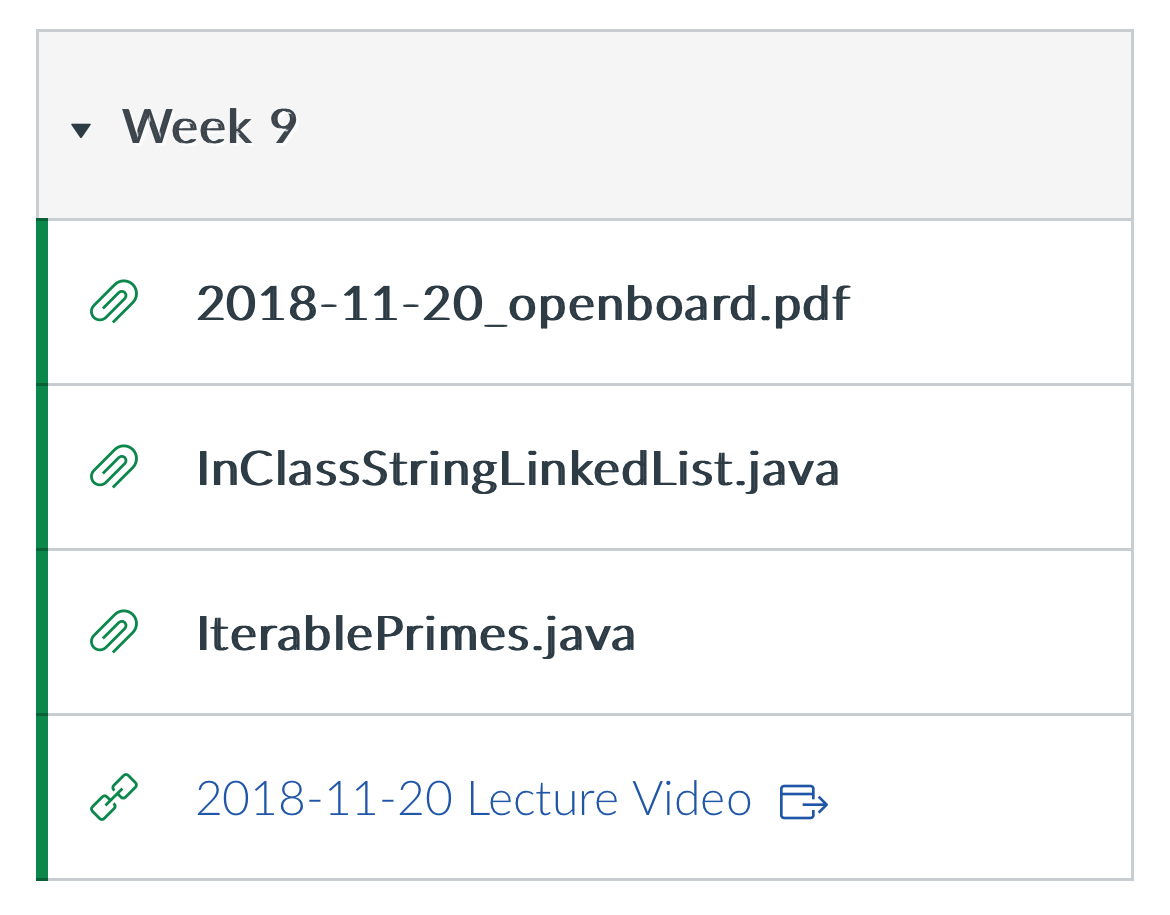 Week 9
2018-11-20_openboard.pdf
InClassStringLinkedList.java
IterablePrimes.java
2018-11-20 Lecture Video